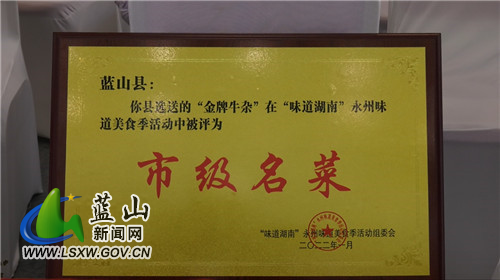 蓝山县：
你县选送的“金牌牛杂”在“味道湖南”永州味
道美食季活动中被评为
市级名菜
“味道湖南”永州味道美食季活动组委会
二〇二二年一月
蓝山
新闻网
WWW.LSXW.GOV.CN